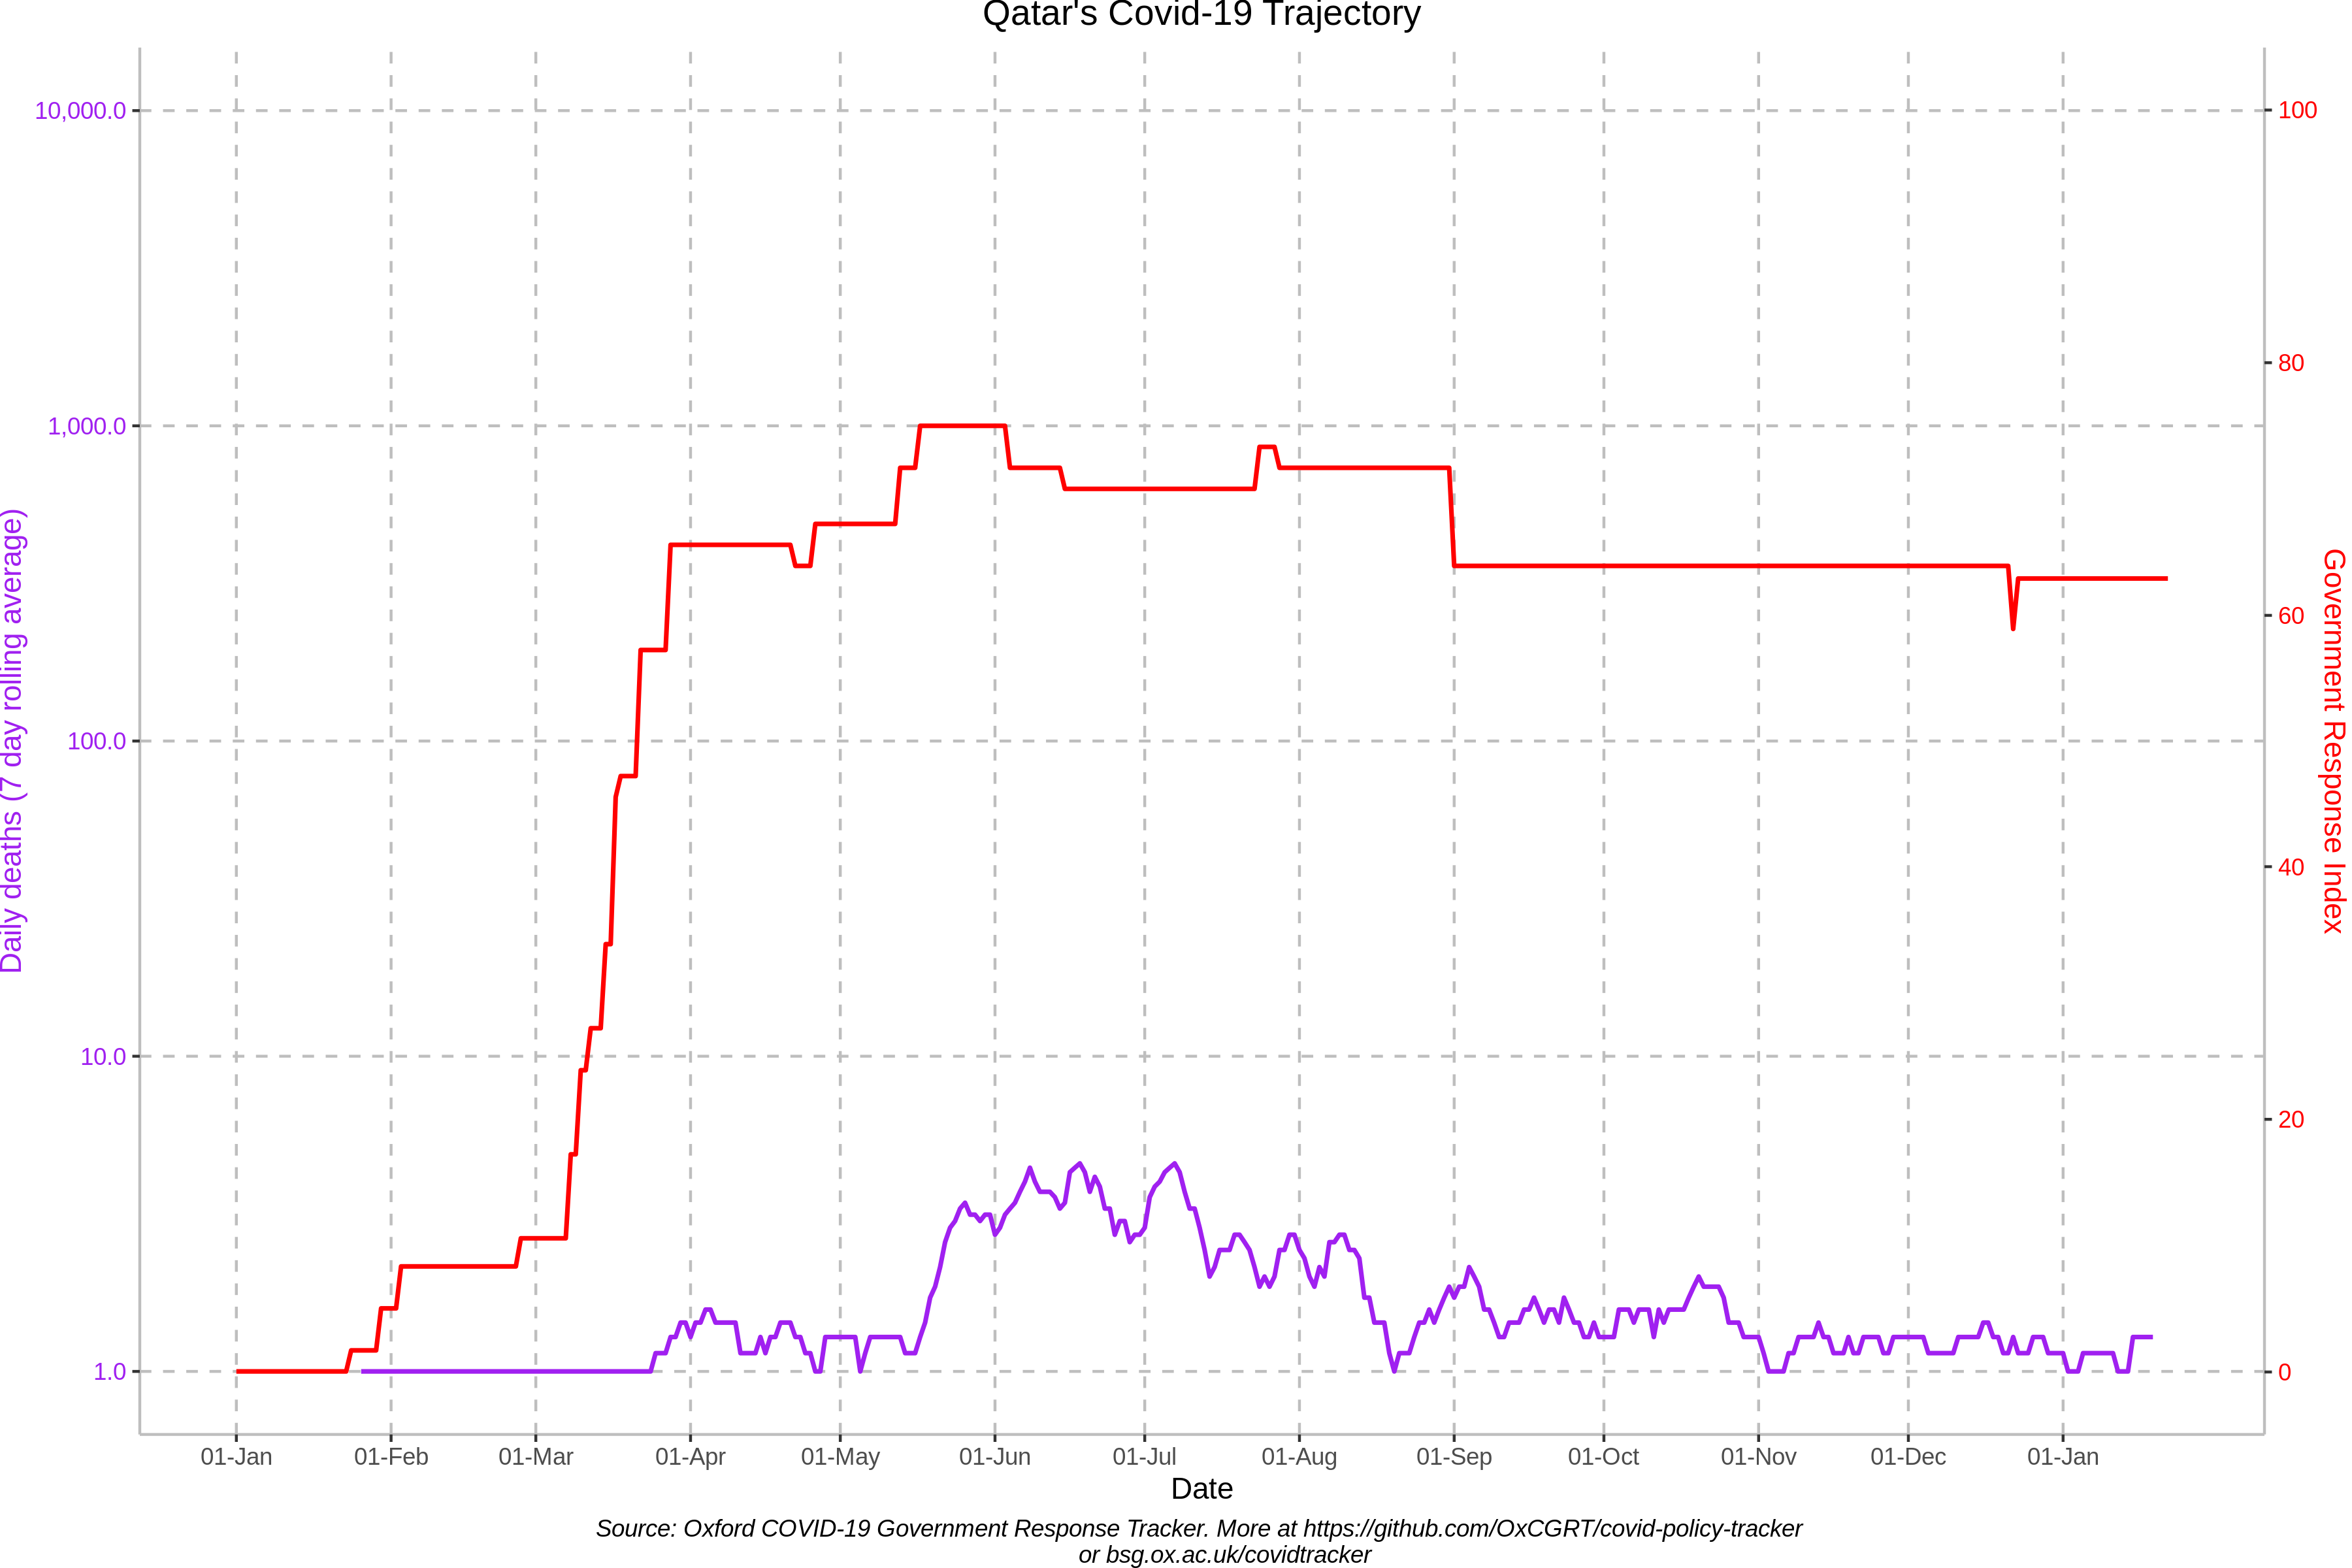 Qatar's Covid-19 Trajectory
10,000.0
1,000.0
100.0
10.0
1.0
Daily deaths (7 day rolling average)
100
80
60
40
20
0
Government Response Index
01-Jan 01-Feb 01-Mar 01-Apr 01-May 01-Jun 01-Jul 01-Aug 01-Sep 01-Oct 01-Nov 01-Dec 01-Jan
Date
Source: Oxford COVID-19 Government Response Tracker. More at https://github.com/OxCGRT/covid-policy-tracker
or bsg.ox.ac.uk/covidtracker